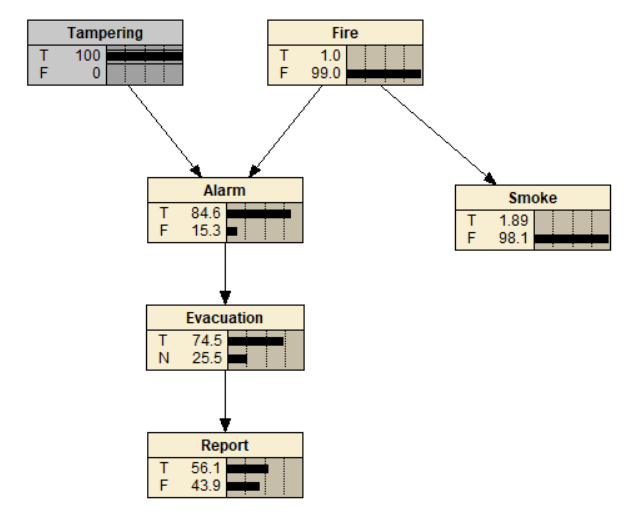 Tampering
T 100
F 0
Fire
T 1.0
F 99.0
Alarm
T 84.6
F 15.3
Smoke
T 1.89
F 98.1
Evacuation
T 74.5
N 25.5
Report
T 56.1
F 43.9